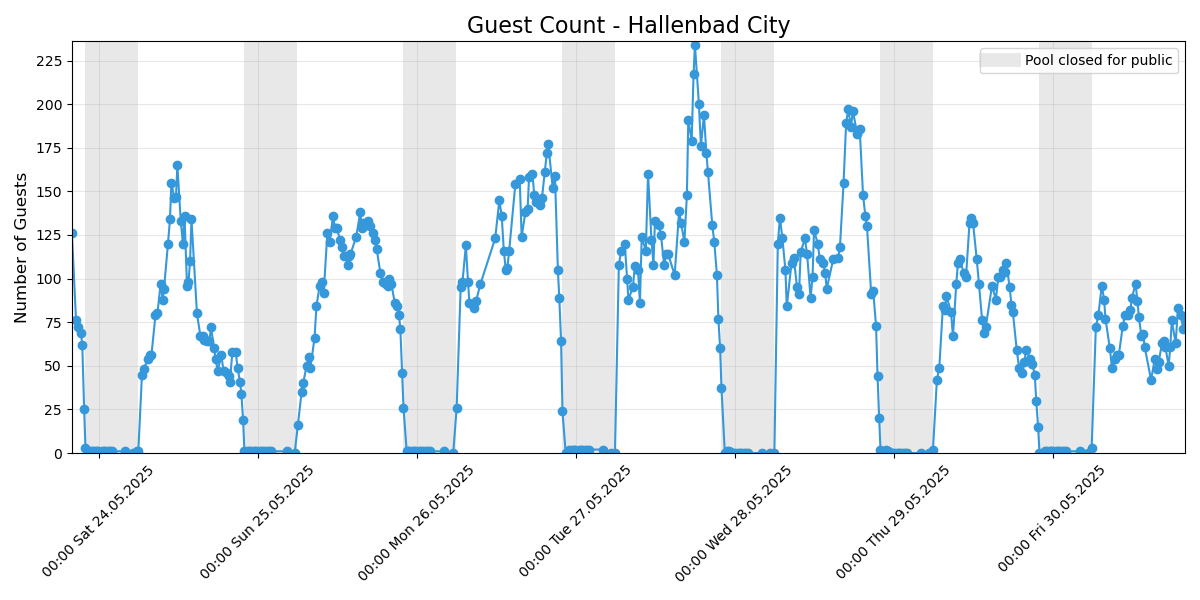 Guest Count - Hallenbad City
Pool closed for public
Number of Guests
225
200
175
150
125
100
75
50
25
0
00:00 Sat 24.05.2025
00:00 Sun 25.05.2025
00:00 Mon 26.05.2025
00:00 Tue 27.05.2025
00:00 Wed 28.05.2025
00:00 Thu 29.05.2025
00:00 Fri 30.05.2025